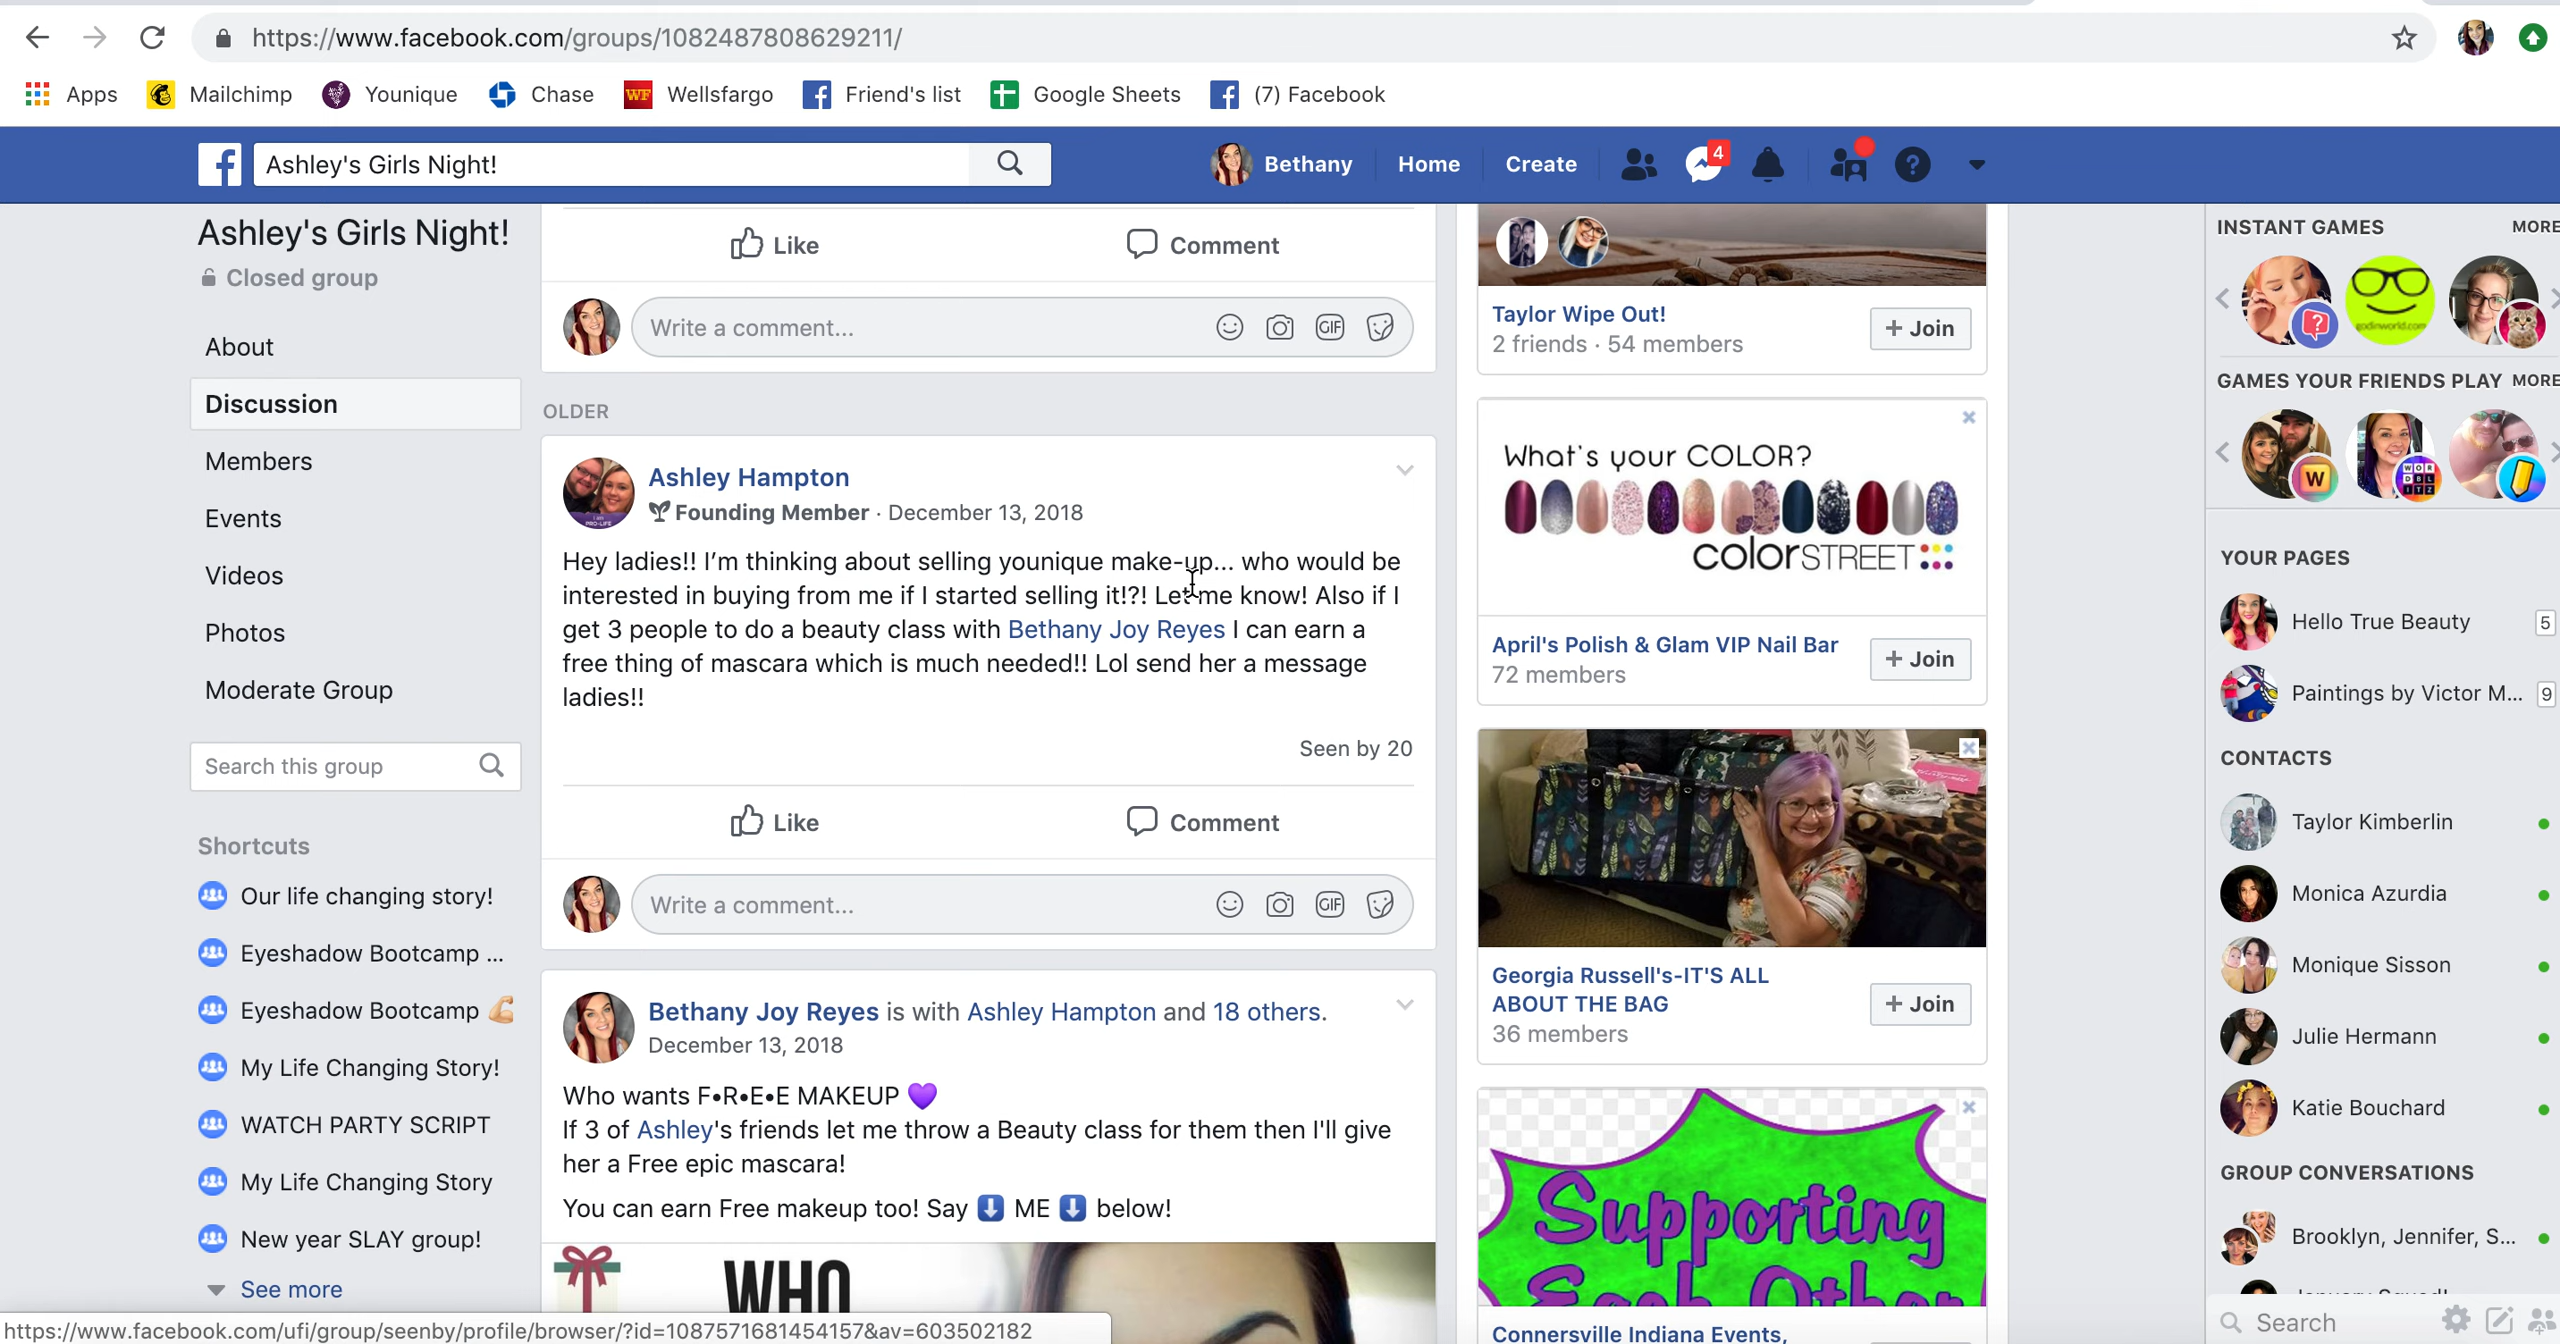 https://www.facebook.com/groups/1082487808629211/
Apps Mailchimp Younique Chase WF Wellsfargo Friend's list Google Sheets (7) Facebook
Ashley's Girls Night!
Bethany Home Create 4
Ashley's Girls Night!
Closed group
About
Discussion
Members
Events
Videos
Photos
Moderate Group
Search this group
Shortcuts
Our life changing story!
Eyeshadow Bootcamp ...
Eyeshadow Bootcamp 💪🏼
My Life Changing Story!
WATCH PARTY SCRIPT
My Life Changing Story
New year SLAY group!
See more
Like Comment
Write a comment... GIF
OLDER
Ashley Hampton
Founding Member · December 13, 2018
Hey ladies!! I’m thinking about selling younique make-up... who would be
interested in buying from me if I started selling it!?! Let me know! Also if I
get 3 people to do a beauty class with Bethany Joy Reyes I can earn a
free thing of mascara which is much needed!! Lol send her a message
ladies!!
Seen by 20
Like Comment
Write a comment... GIF
Bethany Joy Reyes is with Ashley Hampton and 18 others.
December 13, 2018
Who wants F•R•E•E MAKEUP 💜
If 3 of Ashley's friends let me throw a Beauty class for them then I'll give
her a Free epic mascara!
You can earn Free makeup too! Say ⬇️ ME ⬇️ below!
WHO
Taylor Wipe Out!
2 friends · 54 members
+ Join
What's your COLOR?
colorSTREET
April's Polish & Glam VIP Nail Bar
72 members
+ Join
Georgia Russell's-IT'S ALL
ABOUT THE BAG
36 members
+ Join
Supporting
Each Other
Connersville Indiana Events,
INSTANT GAMES MORE
godinworld.com
GAMES YOUR FRIENDS PLAY MORE
W
YOUR PAGES
Hello True Beauty 5
Paintings by Victor M... 9
CONTACTS
Taylor Kimberlin
Monica Azurdia
Monique Sisson
Julie Hermann
Katie Bouchard
GROUP CONVERSATIONS
Brooklyn, Jennifer, S...
Search
https://www.facebook.com/ufi/group/seenby/profile/browser/?id=1087571681454157&av=603502182